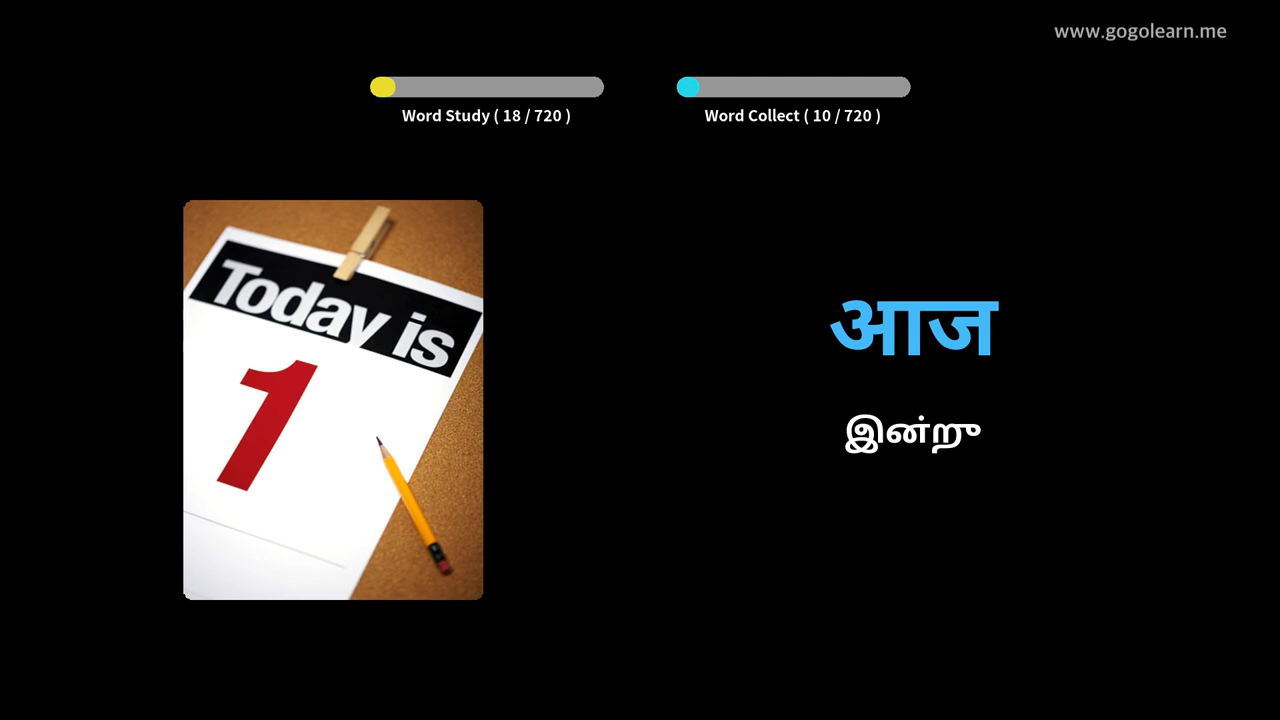 www.gogolearn.me
Word Study ( 18 / 720 )
Word Collect ( 10 / 720 )
Today is
1
आज
இன்று